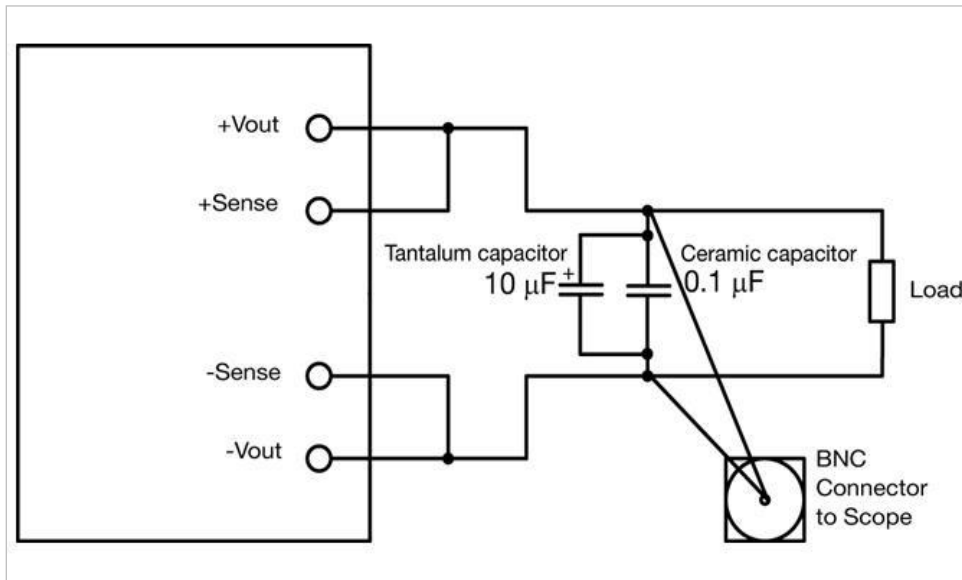 +Vout
+Sense
Tantalum capacitor
10 μF +
Ceramic capacitor
0.1 μF
Load
-Sense
-Vout
BNC
Connector
to Scope